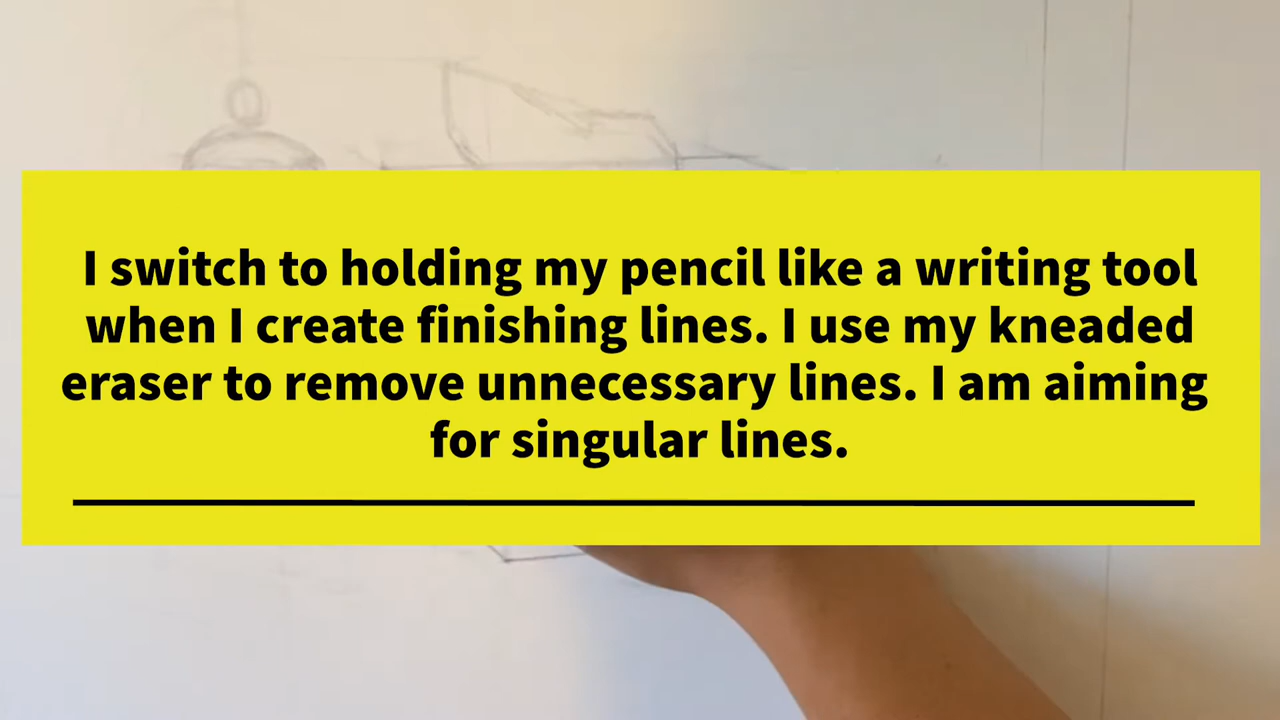 I switch to holding my pencil like a writing tool
when I create finishing lines. I use my kneaded
eraser to remove unnecessary lines. I am aiming
for singular lines.